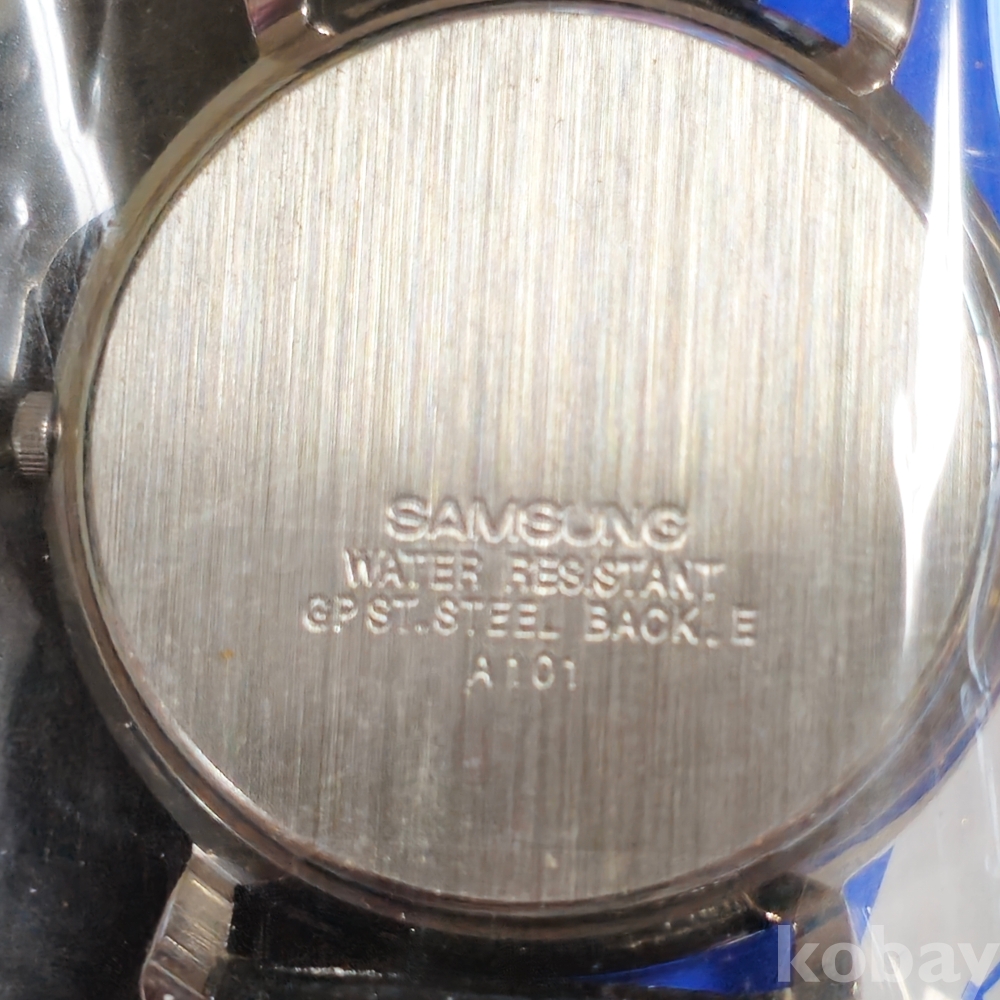 SAMSUNG
WATER RESISTANT
GP ST.STEEL BACK.E
A101
kobay